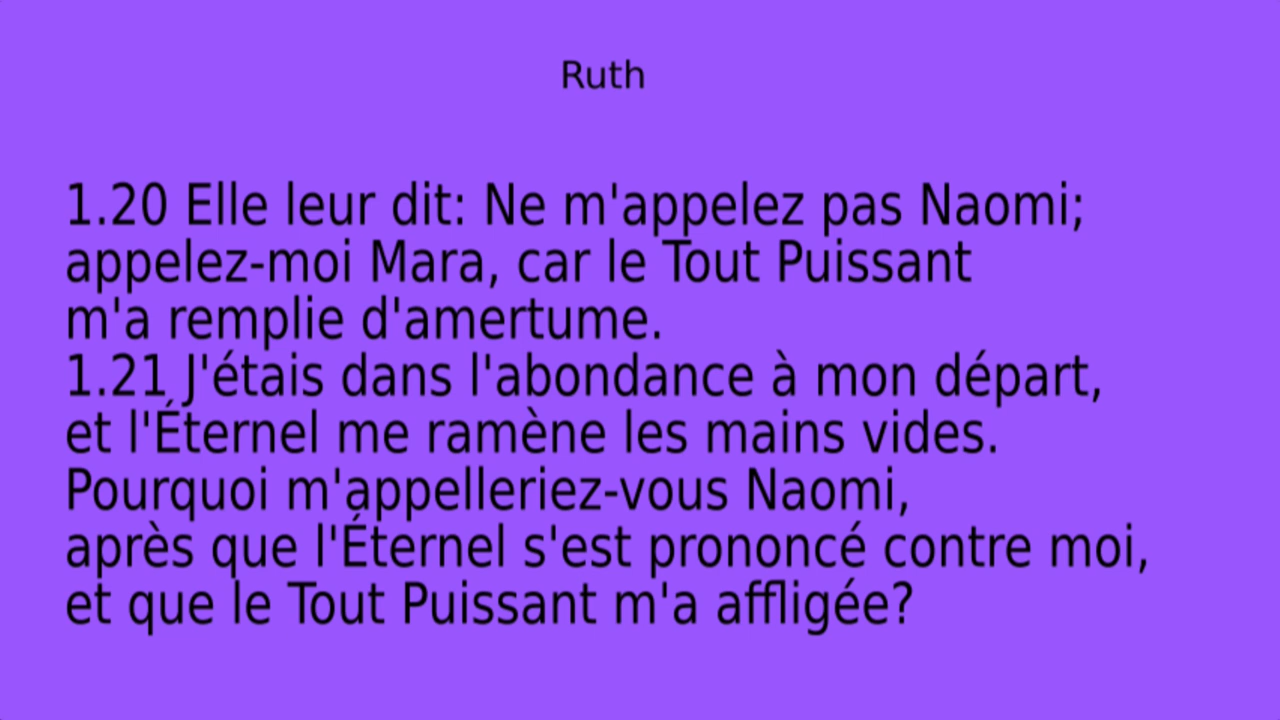 Ruth
1.20 Elle leur dit: Ne m'appelez pas Naomi;
appelez-moi Mara, car le Tout Puissant
m'a remplie d'amertume.
1.21 J'étais dans l'abondance à mon départ,
et l'Éternel me ramène les mains vides.
Pourquoi m'appelleriez-vous Naomi,
après que l'Éternel s'est prononcé contre moi,
et que le Tout Puissant m'a affligée?